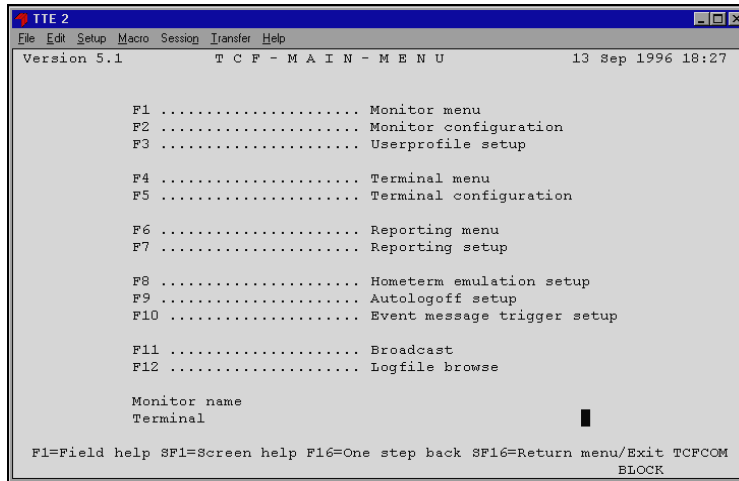 TTE 2
File Edit Setup Macro Session Transfer Help
Version 5.1 T C F - M A I N - M E N U 13 Sep 1996 18:27
F1 ...................... Monitor menu
F2 ...................... Monitor configuration
F3 ...................... Userprofile setup
F4 ...................... Terminal menu
F5 ...................... Terminal configuration
F6 ...................... Reporting menu
F7 ...................... Reporting setup
F8 ...................... Hometerm emulation setup
F9 ...................... Autologoff setup
F10 ..................... Event message trigger setup
F11 ..................... Broadcast
F12 ..................... Logfile browse
Monitor name
Terminal
F1=Field help SF1=Screen help F16=One step back SF16=Return menu/Exit TCFCOM
BLOCK